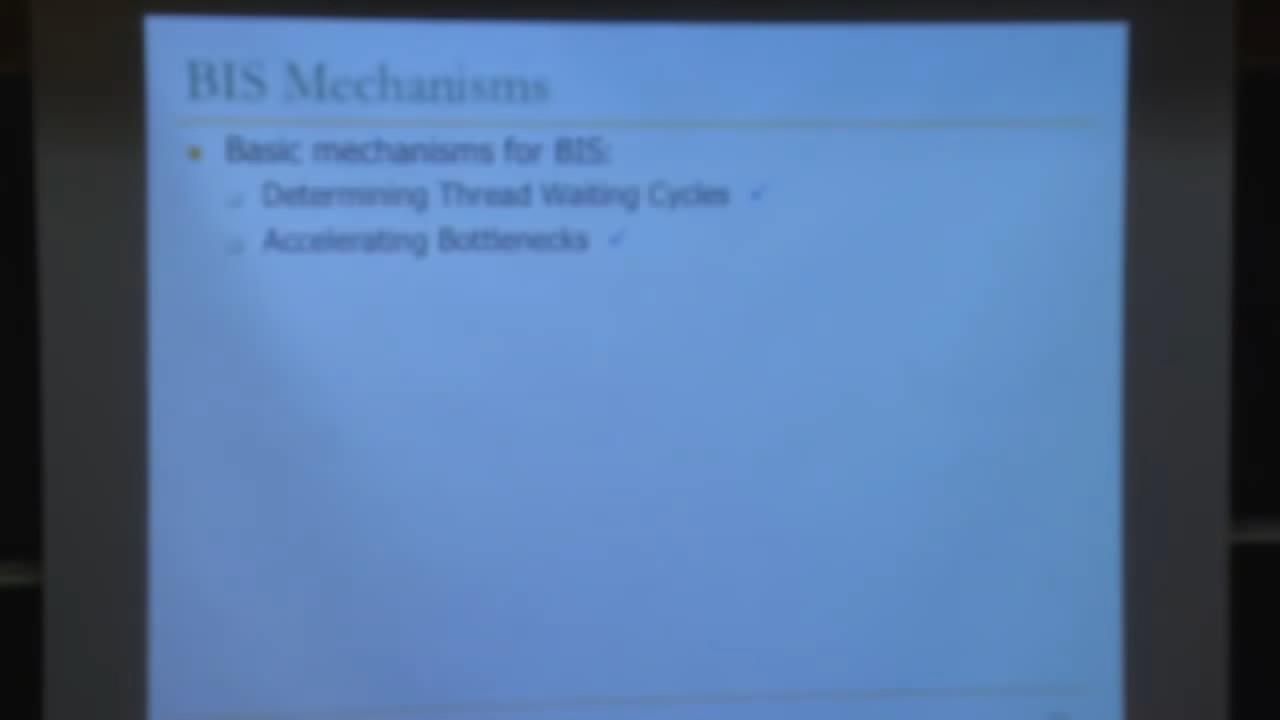 BIS Mechanisms
Basic mechanisms for BIS:
Determining Thread Waiting Cycles ✓
Accelerating Bottlenecks ✓